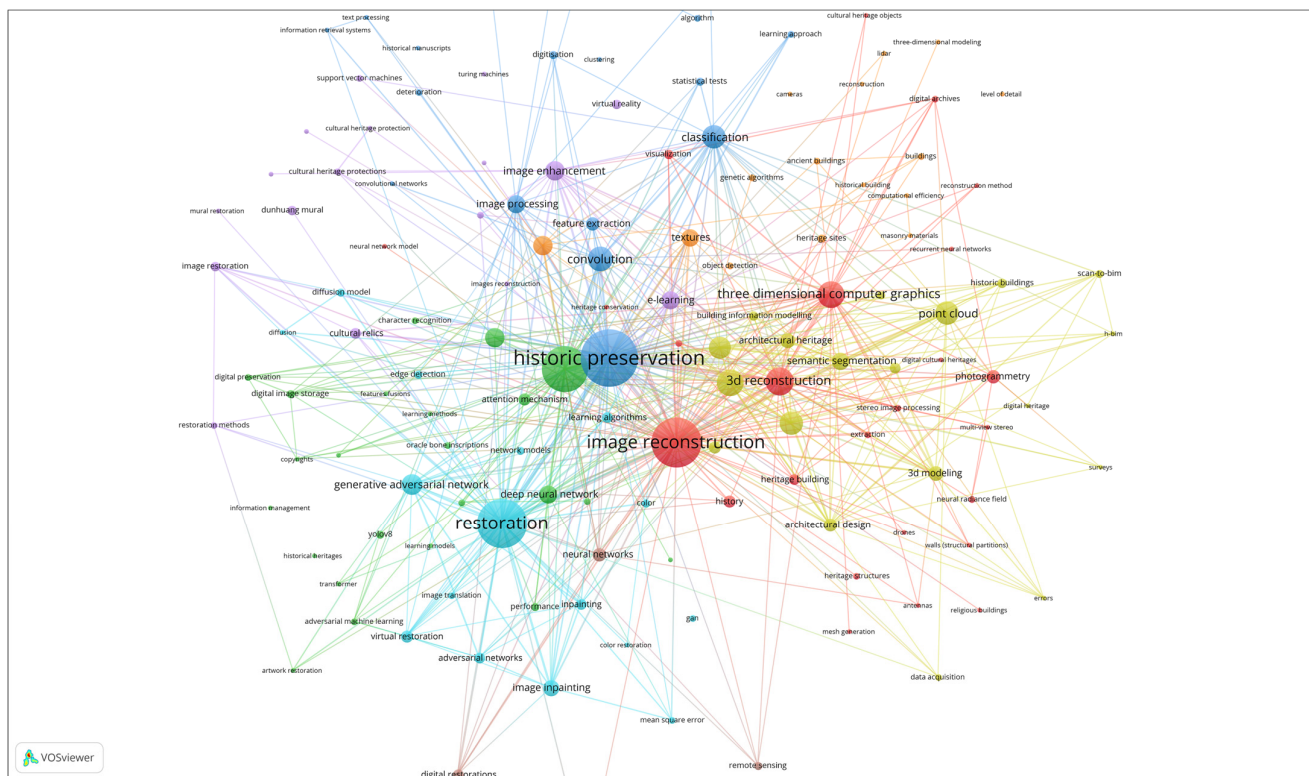 text processing
algorithm
cultural heritage objects
information retrieval systems
learning approach
historical manuscripts
digitisation
three-dimensional modeling
clustering
lidar
support vector machines
turing machines
statistical tests
reconstruction
deterioration
cameras
level of detail
virtual reality
digital archives
cultural heritage protection
classification
visualization
ancient buildings
buildings
cultural heritage protections
image enhancement
genetic algorithms
convolutional networks
historical building
reconstruction method
computational efficiency
image processing
mural restoration
dunhuang mural
feature extraction
textures
heritage sites
masonry materials
neural network model
recurrent neural networks
convolution
image restoration
object detection
scan-to-bim
images reconstruction
historic buildings
diffusion model
e-learning
three dimensional computer graphics
heritage conservation
point cloud
character recognition
building information modelling
diffusion
cultural relics
h-bim
architectural heritage
historic preservation
semantic segmentation
digital cultural heritages
edge detection
digital preservation
3d reconstruction
photogrammetry
digital image storage
features fusions
attention mechanism
stereo image processing
digital heritage
learning methods
learning algorithms
restoration methods
multi-view stereo
extraction
image reconstruction
oracle bone inscriptions
network models
copyrights
surveys
3d modeling
heritage building
generative adversarial network
deep neural network
neural radiance field
color
history
information management
restoration
architectural design
yolov8
drones
learning models
walls (structural partitions)
historical heritages
neural networks
transformer
heritage structures
image translation
errors
performance
inpainting
antennas
religious buildings
adversarial machine learning
gan
virtual restoration
mesh generation
color restoration
adversarial networks
artwork restoration
data acquisition
image inpainting
mean square error
remote sensing
digital restorations
VOSviewer